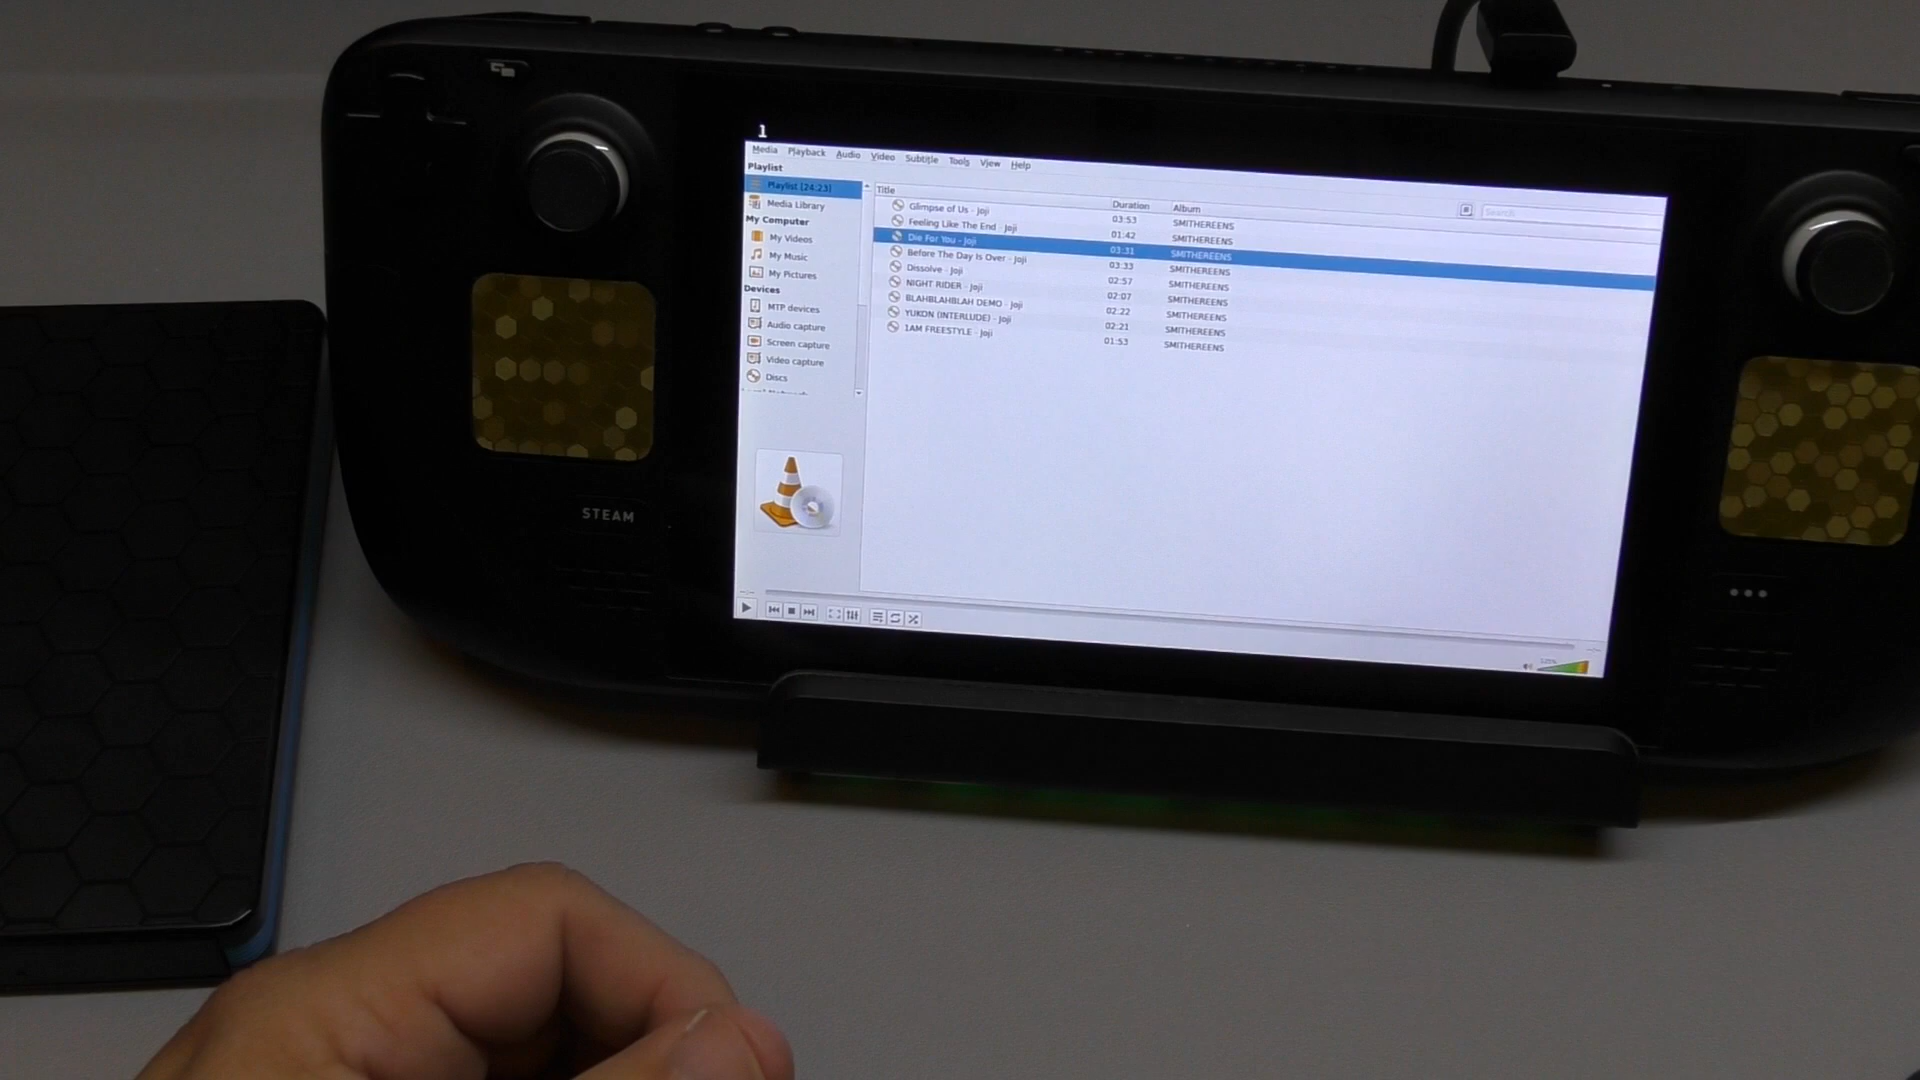 1
Media Playback Audio Video Subtitle Tools View Help
Playlist
Playlist [24:23]
Media Library
My Computer
My Videos
My Music
My Pictures
Devices
MTP devices
Audio capture
Screen capture
Video capture
Discs
Title Duration Album
Search
Glimpse of Us - Joji 03:53 SMITHEREENS
Feeling Like The End - Joji 01:42 SMITHEREENS
Die For You - Joji 03:31 SMITHEREENS
Before The Day Is Over - Joji 03:33 SMITHEREENS
Dissolve - Joji 02:57 SMITHEREENS
NIGHT RIDER - Joji 02:07 SMITHEREENS
BLAHBLAHBLAH DEMO - Joji 02:22 SMITHEREENS
YUKON (INTERLUDE) - Joji 02:21 SMITHEREENS
1AM FREESTYLE - Joji 01:53 SMITHEREENS
--:--
--:--
125%
STEAM